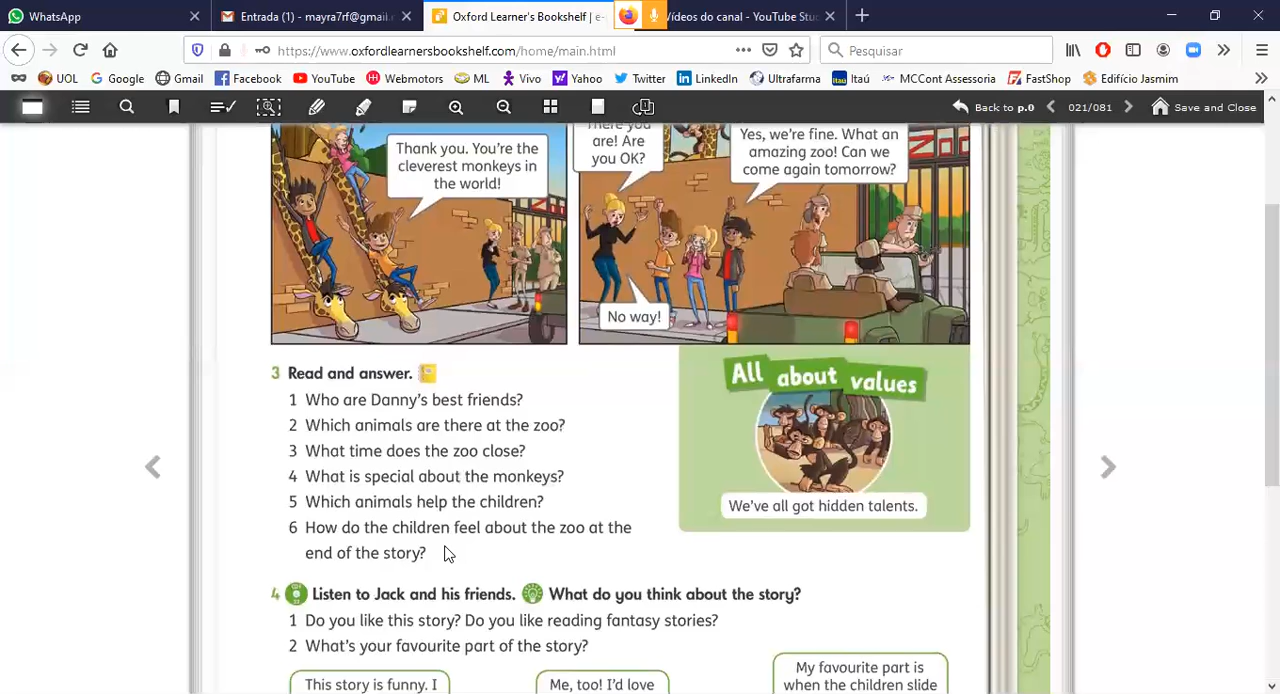 WhatsApp
Entrada (1) - mayra7rf@gmail.
Oxford Learner's Bookshelf | e-
Vídeos do canal - YouTube Stu
https://www.oxfordlearnersbookshelf.com/home/main.html
Pesquisar
UOL
Google
Gmail
Facebook
YouTube
Webmotors
ML
Vivo
Yahoo
Twitter
LinkedIn
Ultrafarma
Itaú
Itaú
MCCont Assessoria
FastShop
Edifício Jasmim
Back to p.0
021/081
Save and Close
Thank you. You're the
cleverest monkeys in
the world!
There you
are! Are
you OK?
Yes, we're fine. What an
amazing zoo! Can we
come again tomorrow?
No way!
3 Read and answer.
1 Who are Danny's best friends?
2 Which animals are there at the zoo?
3 What time does the zoo close?
4 What is special about the monkeys?
5 Which animals help the children?
6 How do the children feel about the zoo at the
end of the story?
All about values
We've all got hidden talents.
4 Listen to Jack and his friends. What do you think about the story?
1 Do you like this story? Do you like reading fantasy stories?
2 What's your favourite part of the story?
This story is funny. I
Me, too! I'd love
My favourite part is
when the children slide